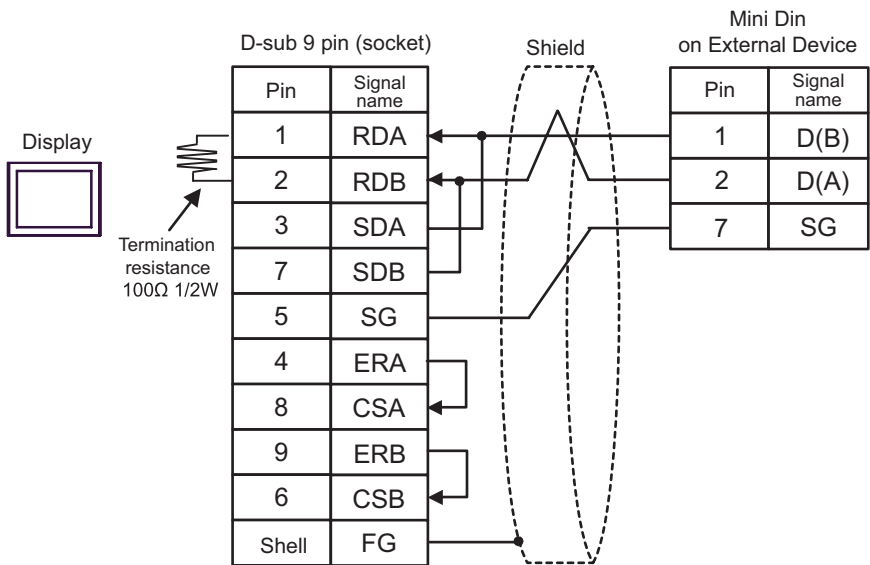 Mini Din
on External Device
D-sub 9 pin (socket)
Shield
Pin Signal name
1 RDA
2 RDB
3 SDA
7 SDB
5 SG
4 ERA
8 CSA
9 ERB
6 CSB
Shell FG
Pin Signal name
1 D(B)
2 D(A)
7 SG
Display
Termination
resistance
100Ω 1/2W